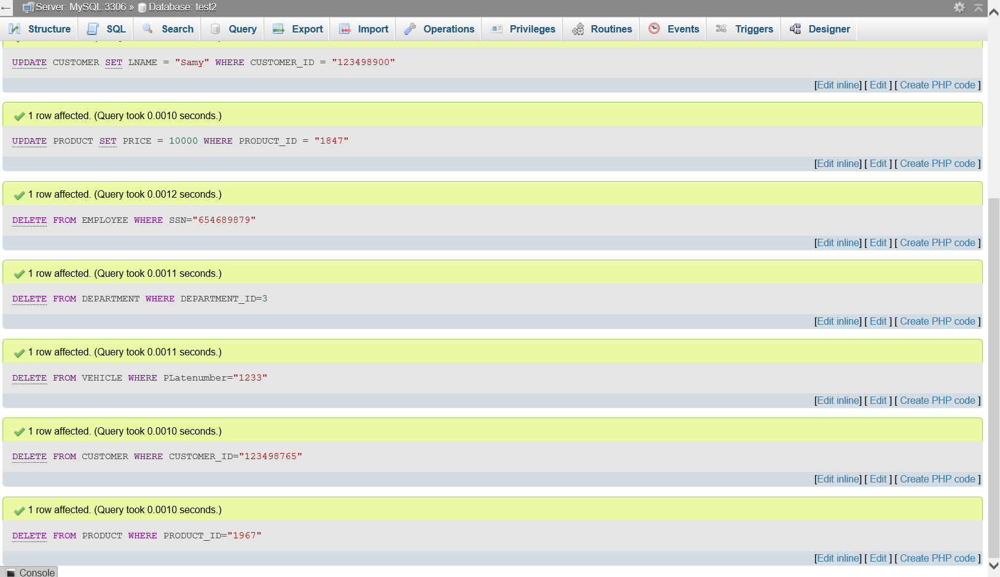 ← Server: MySQL:3306 » Database: test2
Structure SQL Search Query Export Import Operations Privileges Routines Events Triggers Designer
UPDATE CUSTOMER SET LNAME = "Samy" WHERE CUSTOMER_ID = "123498900"
[Edit inline] [ Edit ] [ Create PHP code ]
1 row affected. (Query took 0.0010 seconds.)
UPDATE PRODUCT SET PRICE = 10000 WHERE PRODUCT_ID = "1847"
[Edit inline] [ Edit ] [ Create PHP code ]
1 row affected. (Query took 0.0012 seconds.)
DELETE FROM EMPLOYEE WHERE SSN="654689879"
[Edit inline] [ Edit ] [ Create PHP code ]
1 row affected. (Query took 0.0011 seconds.)
DELETE FROM DEPARTMENT WHERE DEPARTMENT_ID=3
[Edit inline] [ Edit ] [ Create PHP code ]
1 row affected. (Query took 0.0011 seconds.)
DELETE FROM VEHICLE WHERE PLatenumber="1233"
[Edit inline] [ Edit ] [ Create PHP code ]
1 row affected. (Query took 0.0010 seconds.)
DELETE FROM CUSTOMER WHERE CUSTOMER_ID="123498765"
[Edit inline] [ Edit ] [ Create PHP code ]
1 row affected. (Query took 0.0010 seconds.)
DELETE FROM PRODUCT WHERE PRODUCT_ID="1967"
[Edit inline] [ Edit ] [ Create PHP code ]
Console